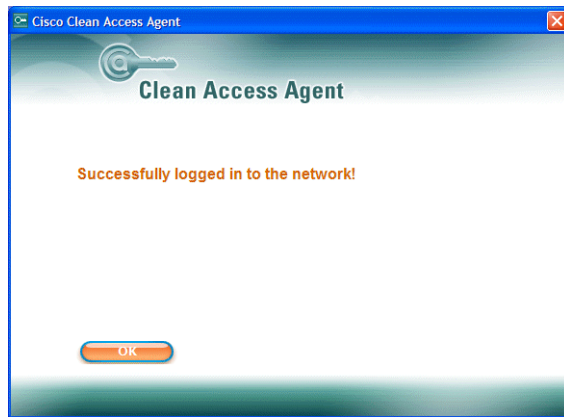 Cisco Clean Access Agent
Clean Access Agent
Successfully logged in to the network!
OK